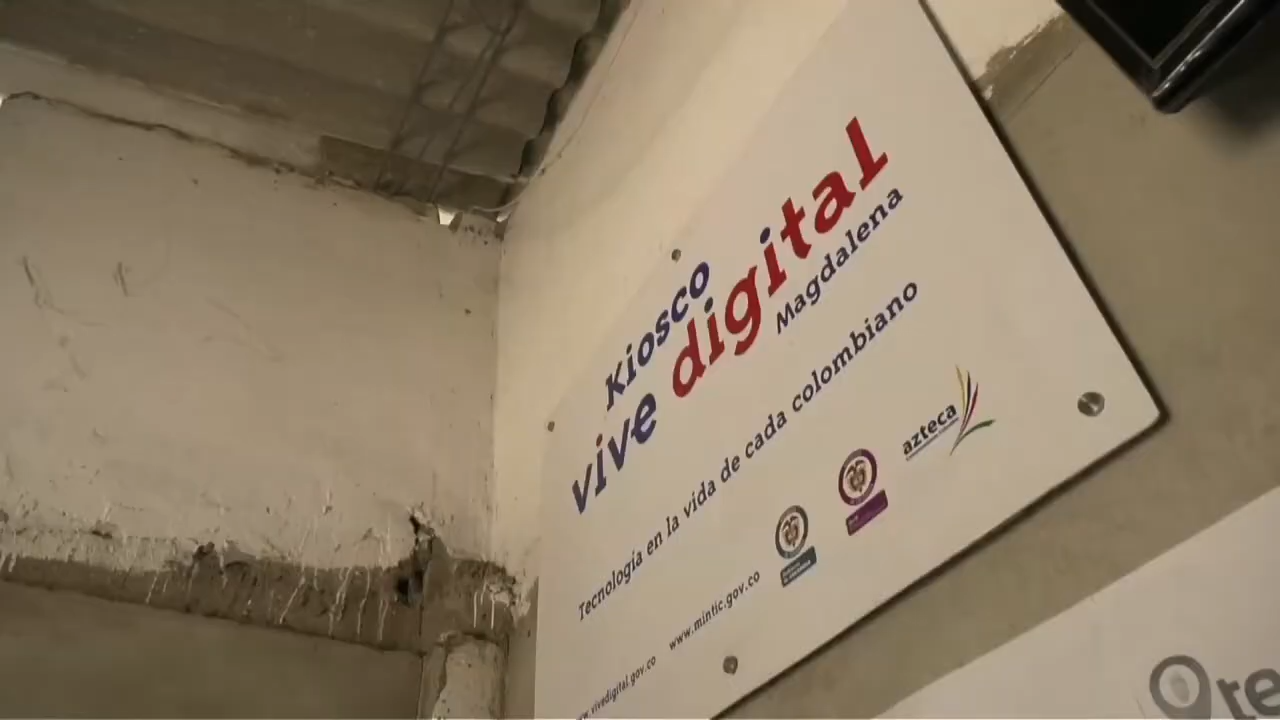 Kiosco
vive digital
Magdalena
Tecnología en la vida de cada colombiano
azteca
www.mintic.gov.co
www.vivedigital.gov.co